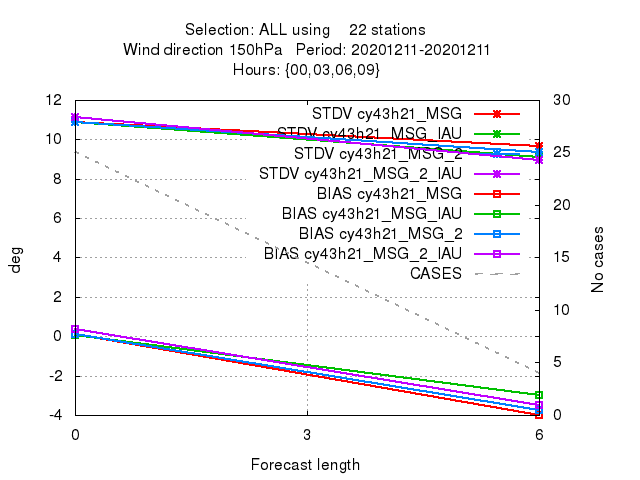 Selection: ALL using 22 stations
Wind direction 150hPa Period: 20201211-20201211
Hours: {00,03,06,09}
STDV cy43h21_MSG
STDV cy43h21_MSG_IAU
STDV cy43h21_MSG_2
STDV cy43h21_MSG_2_IAU
BIAS cy43h21_MSG
BIAS cy43h21_MSG_IAU
BIAS cy43h21_MSG_2
BIAS cy43h21_MSG_2_IAU
CASES
deg
12
10
8
6
4
2
0
-2
-4
30
25
20
15
10
5
0
No cases
0 3 6
Forecast length